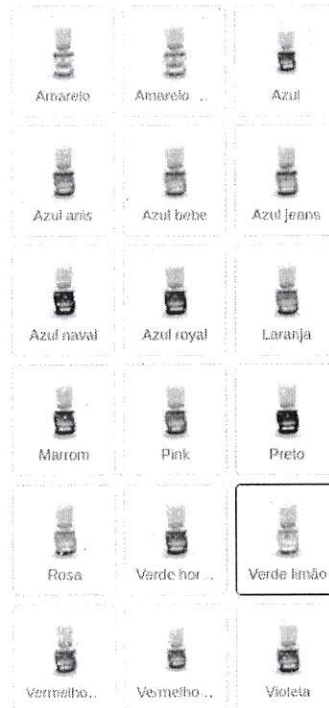 Amarelo Amarelo ... Azul
Azul anis Azul bebe Azul jeans
Azul naval Azul royal Laranja
Marrom Pink Preto
Rosa Verde hor... Verde limão
Vermelho... Vermelho... Violeta